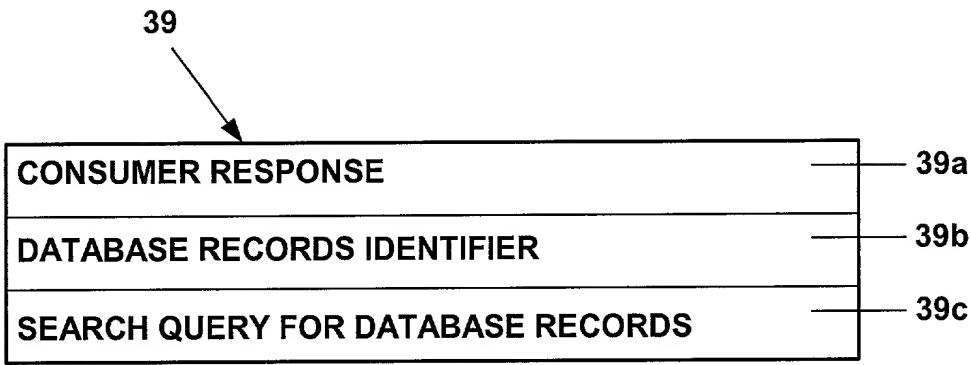 39
CONSUMER RESPONSE 39a
DATABASE RECORDS IDENTIFIER 39b
SEARCH QUERY FOR DATABASE RECORDS 39c